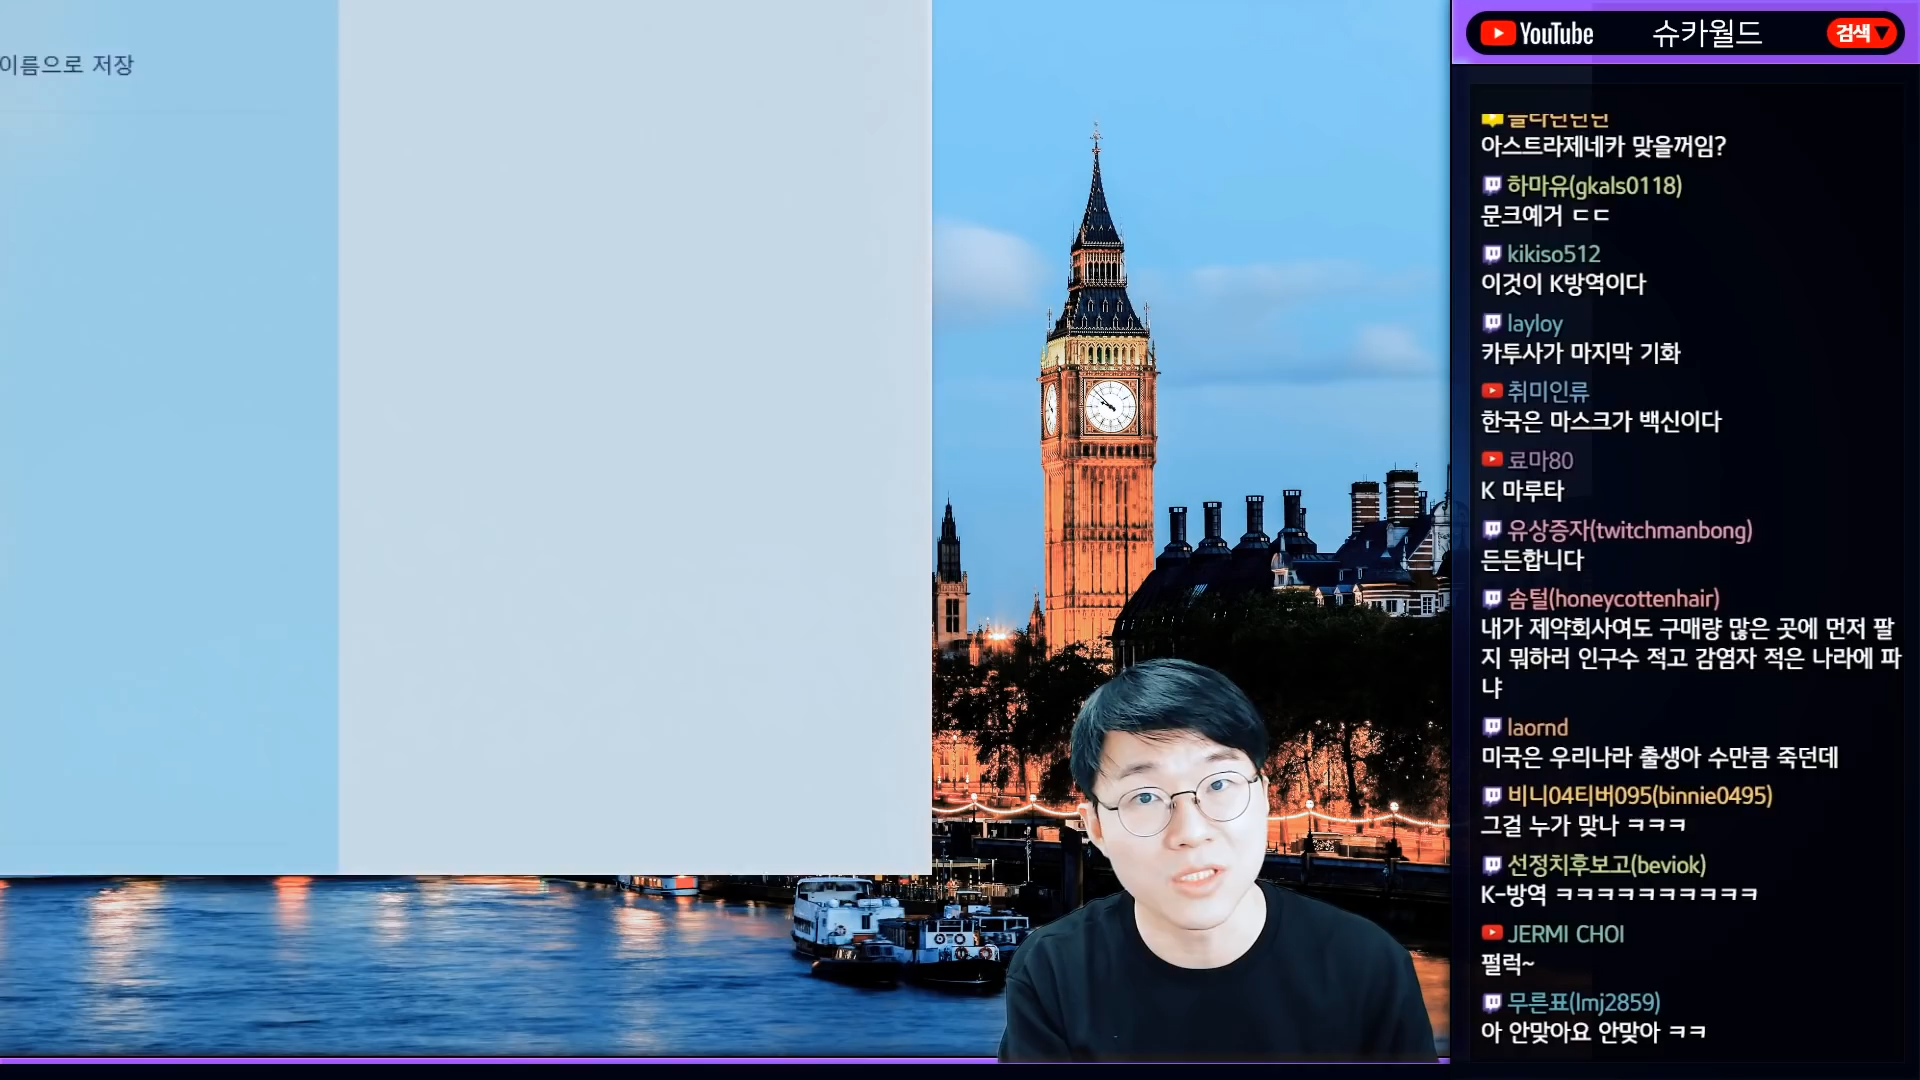 이름으로 저장
YouTube
슈카월드
검색▼
아스트라제네카 맞을꺼임?
하마유(gkals0118)
문크예거 ㄷㄷ
kikiso512
이것이 K방역이다
layloy
카투사가 마지막 기화
취미인류
한국은 마스크가 백신이다
료마80
K 마루타
유상증자(twitchmanbong)
든든합니다
솜털(honeycottenhair)
내가 제약회사여도 구매량 많은 곳에 먼저 팔
지 뭐하러 인구수 적고 감염자 적은 나라에 파
냐
laornd
미국은 우리나라 출생아 수만큼 죽던데
비니04티버095(binnie0495)
그걸 누가 맞나 ㅋㅋㅋ
선정치후보고(beviok)
K-방역 ㅋㅋㅋㅋㅋㅋㅋㅋㅋㅋ
JERMI CHOI
펄럭~
무른표(lmj2859)
아 안맞아요 안맞아 ㅋㅋ